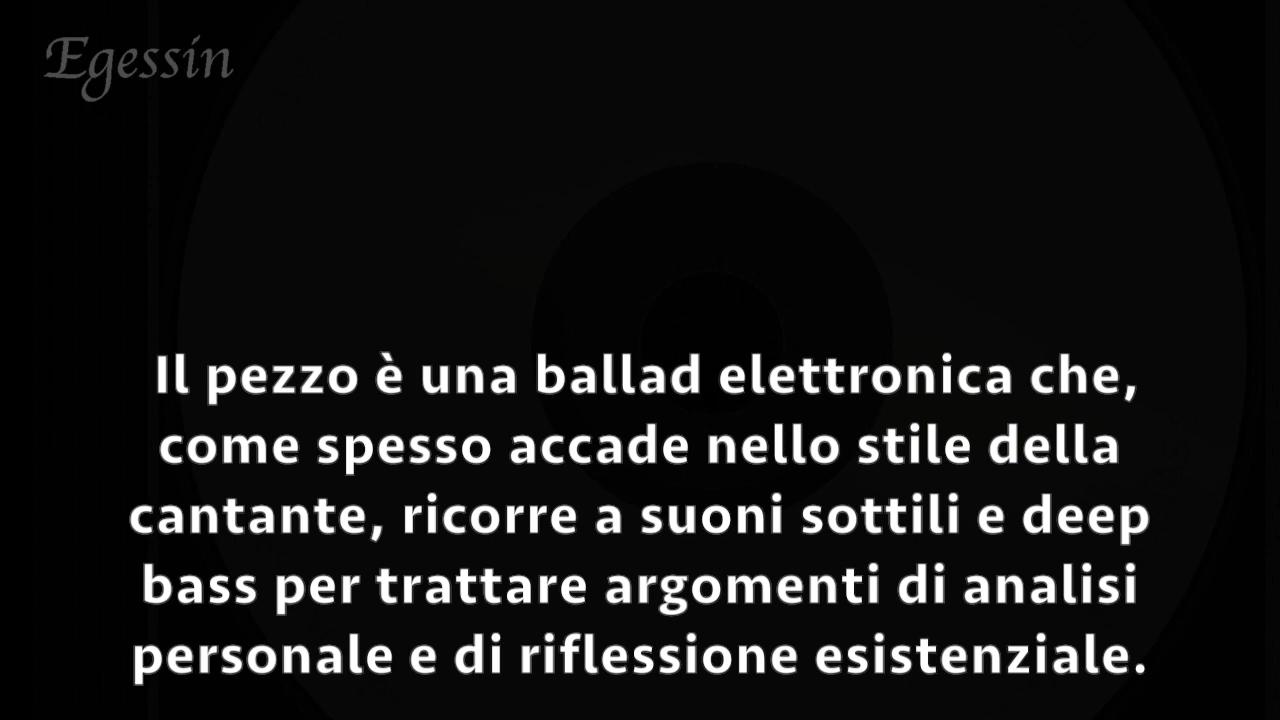 Egessin
Il pezzo è una ballad elettronica che,
come spesso accade nello stile della
cantante, ricorre a suoni sottili e deep
bass per trattare argomenti di analisi
personale e di riflessione esistenziale.